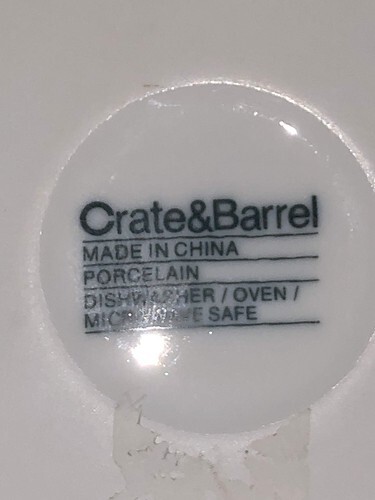 Crate&Barrel
MADE IN CHINA
PORCELAIN
DISHWASHER / OVEN /
MICROWAVE SAFE